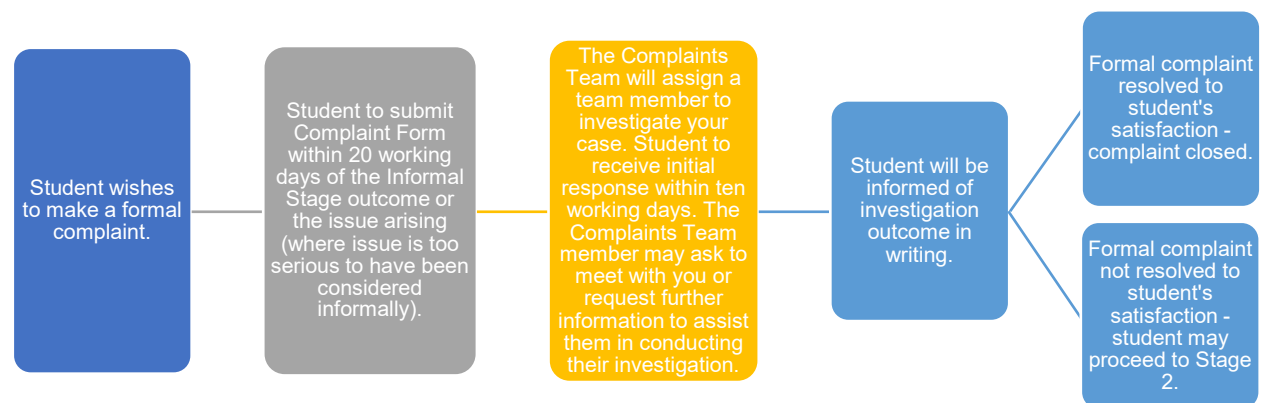 Student wishes
to make a formal
complaint.
Student to submit
Complaint Form
within 20 working
days of the Informal
Stage outcome or
the issue arising
(where issue is too
serious to have been
considered
informally).
The Complaints
Team will assign a
team member to
investigate your
case. Student to
receive initial
response within ten
working days. The
Complaints Team
member may ask to
meet with you or
request further
information to assist
them in conducting
their investigation.
Student will be
informed of
investigation
outcome in
writing.
Formal complaint
resolved to
student's
satisfaction -
complaint closed.
Formal complaint
not resolved to
student's
satisfaction -
student may
proceed to Stage
2.